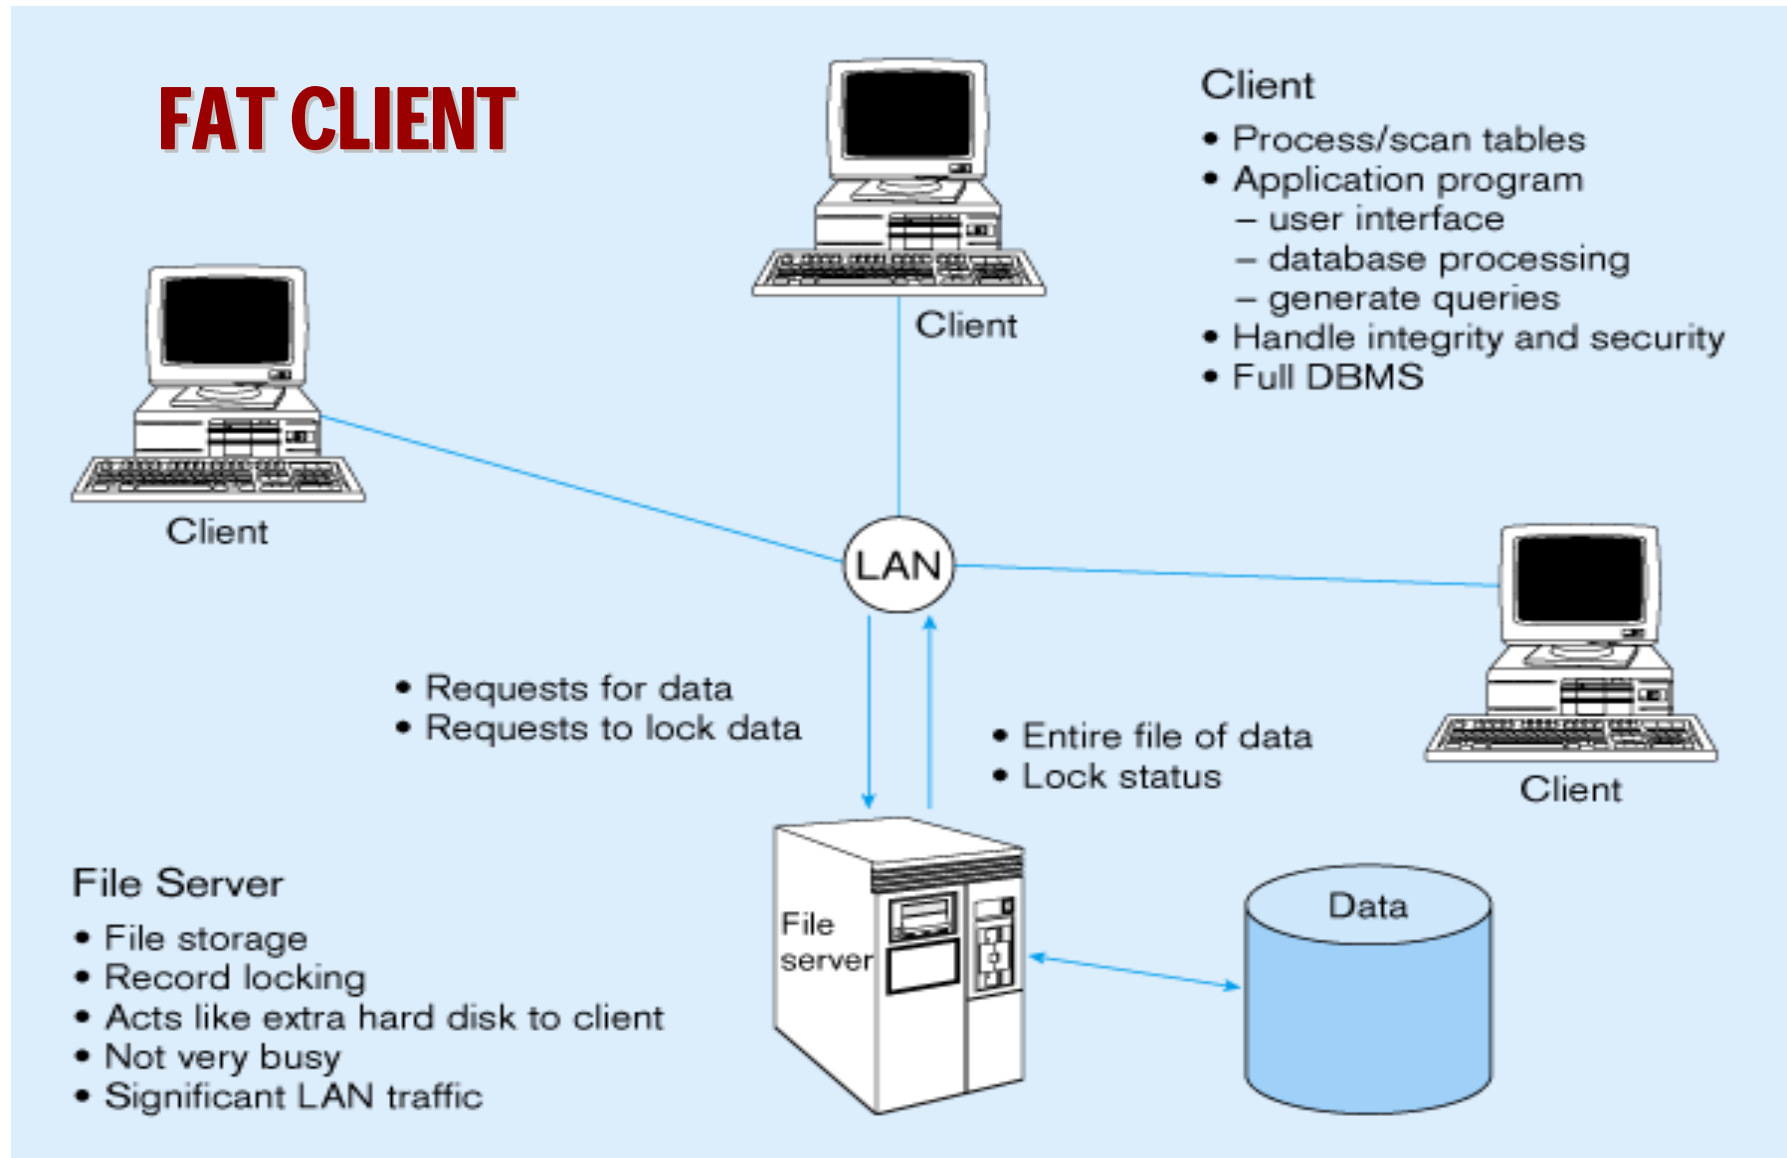 FAT CLIENT
Client
• Process/scan tables
• Application program
– user interface
– database processing
– generate queries
• Handle integrity and security
• Full DBMS
Client
Client
LAN
• Requests for data
• Requests to lock data
• Entire file of data
• Lock status
Client
File Server
• File storage
• Record locking
• Acts like extra hard disk to client
• Not very busy
• Significant LAN traffic
File
server
Data